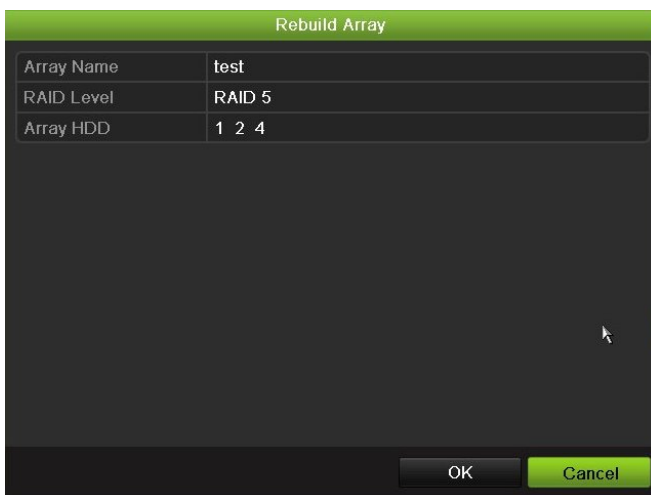 Rebuild Array
Array Name test
RAID Level RAID 5
Array HDD 1 2 4
OK Cancel